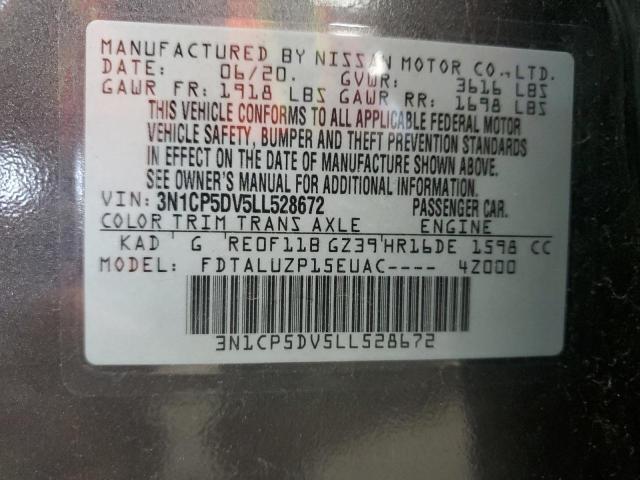 MANUFACTURED BY NISSAN MOTOR CO., LTD.
DATE: 06/20. GVWR: 3616 LBS
GAWR FR: 1918 LBS GAWR RR: 1698 LBS
THIS VEHICLE CONFORMS TO ALL APPLICABLE FEDERAL MOTOR
VEHICLE SAFETY, BUMPER AND THEFT PREVENTION STANDARDS
IN EFFECT ON THE DATE OF MANUFACTURE SHOWN ABOVE.
SEE OWNER'S MANUAL FOR ADDITIONAL INFORMATION.
VIN: 3N1CP5DV5LL528672 PASSENGER CAR.
COLOR TRIM TRANS AXLE ENGINE
KAD G RE0F11B GZ39 HR16DE 1598 CC
MODEL: FDTALUZP15EUAC---- 4Z000
3N1CP5DV5LL528672